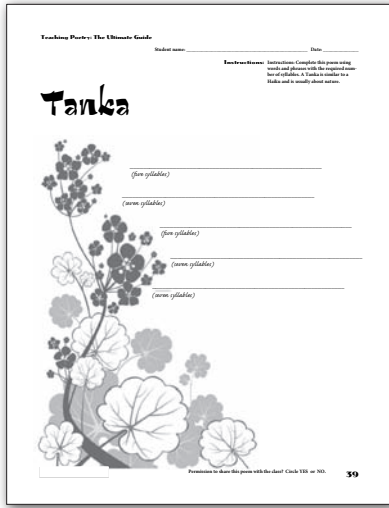 Teaching Poetry: The Ultimate Guide
Student name: Date:
Instructions: Instructions: Complete this poem using
words and phrases with the required num-
ber of syllables. A Tanka is similar to a
Haiku and is usually about nature.
Tanka
(five syllables)
(seven syllables)
(five syllables)
(seven syllables)
(seven syllables)
Permission to share this poem with the class? Circle YES or NO.
39